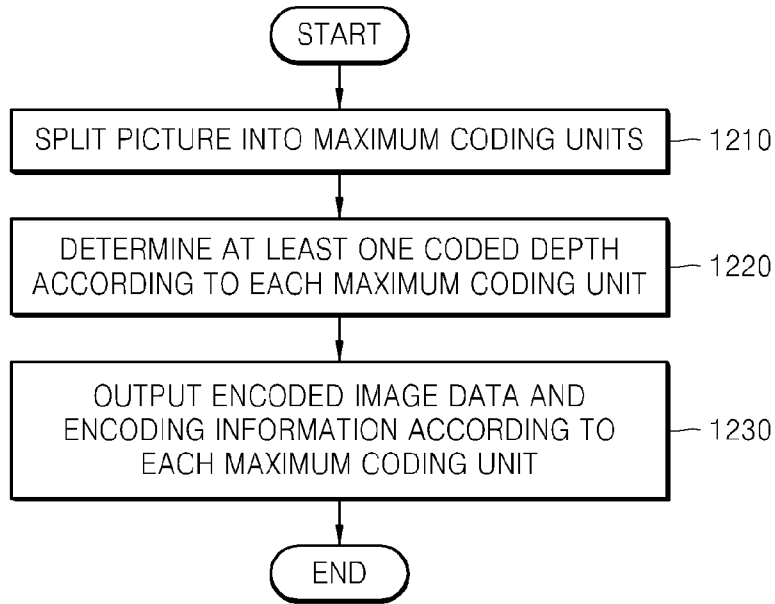 START
SPLIT PICTURE INTO MAXIMUM CODING UNITS
1210
DETERMINE AT LEAST ONE CODED DEPTH
ACCORDING TO EACH MAXIMUM CODING UNIT
1220
OUTPUT ENCODED IMAGE DATA AND
ENCODING INFORMATION ACCORDING TO
EACH MAXIMUM CODING UNIT
1230
END